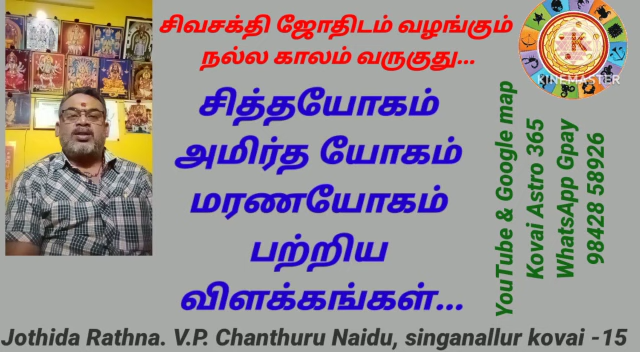 சிவசக்தி ஜோதிடம் வழங்கும்
நல்ல காலம் வருகுது...
சித்தயோகம்
அமிர்த யோகம்
மரணயோகம்
பற்றிய
விளக்கங்கள்...
K
KINEMASTER
YouTube & Google map
Kovai Astro 365
WhatsApp Gpay
98428 58926
Jothida Rathna. V.P. Chanthuru Naidu, singanallur kovai -15